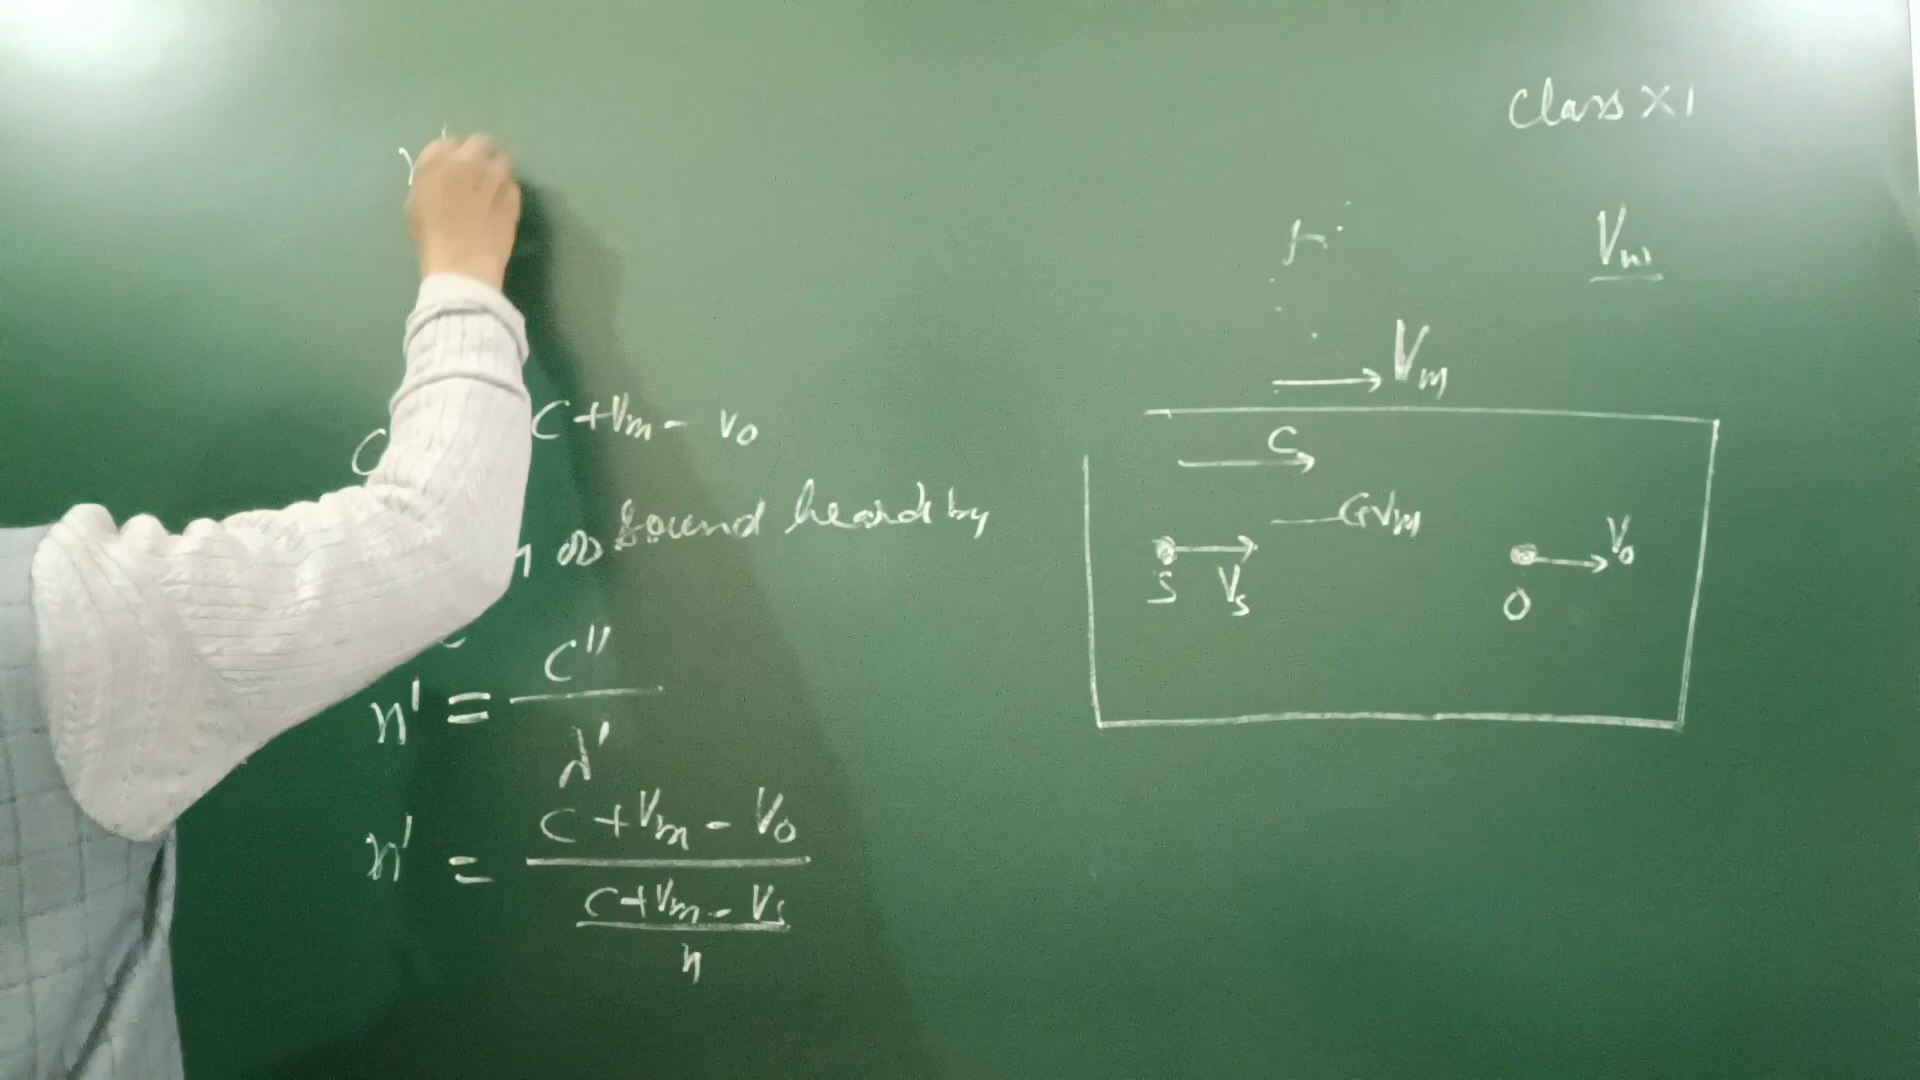 Class XI
Vm
Vm
C
C+Vm
S
Vs
O
Vo
C+Vm - Vo
sound heard by
n' = C'' / λ'
n' = (C+Vm - Vo) / ((C+Vm - Vs) / n)